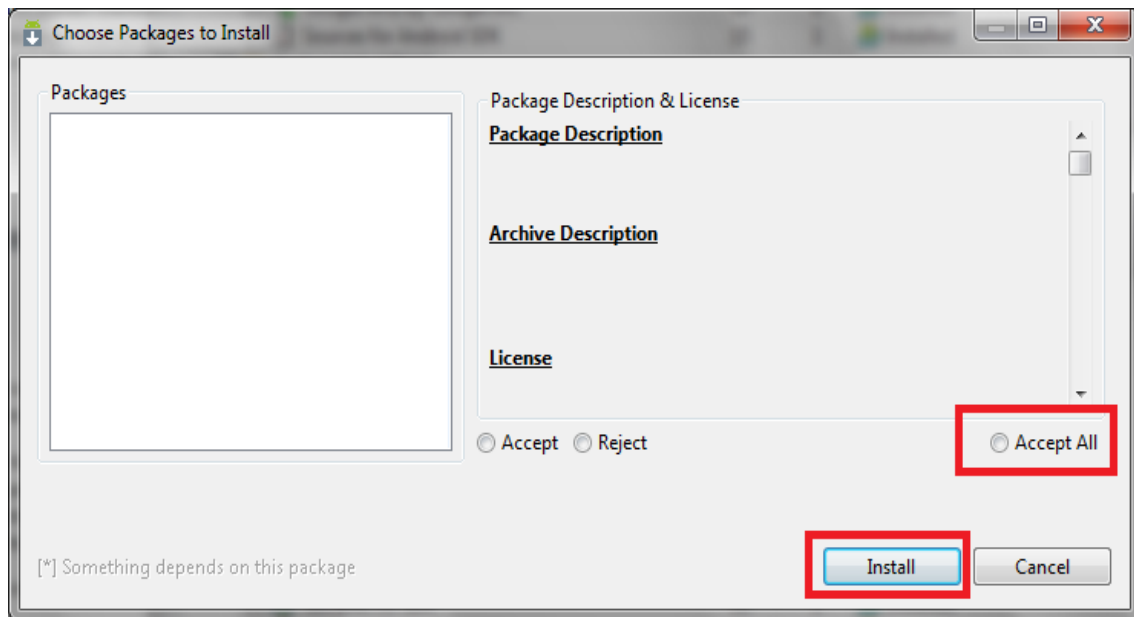 Choose Packages to Install
Packages
Package Description & License
Package Description
Archive Description
License
Accept
Reject
Accept All
[*] Something depends on this package
Install
Cancel